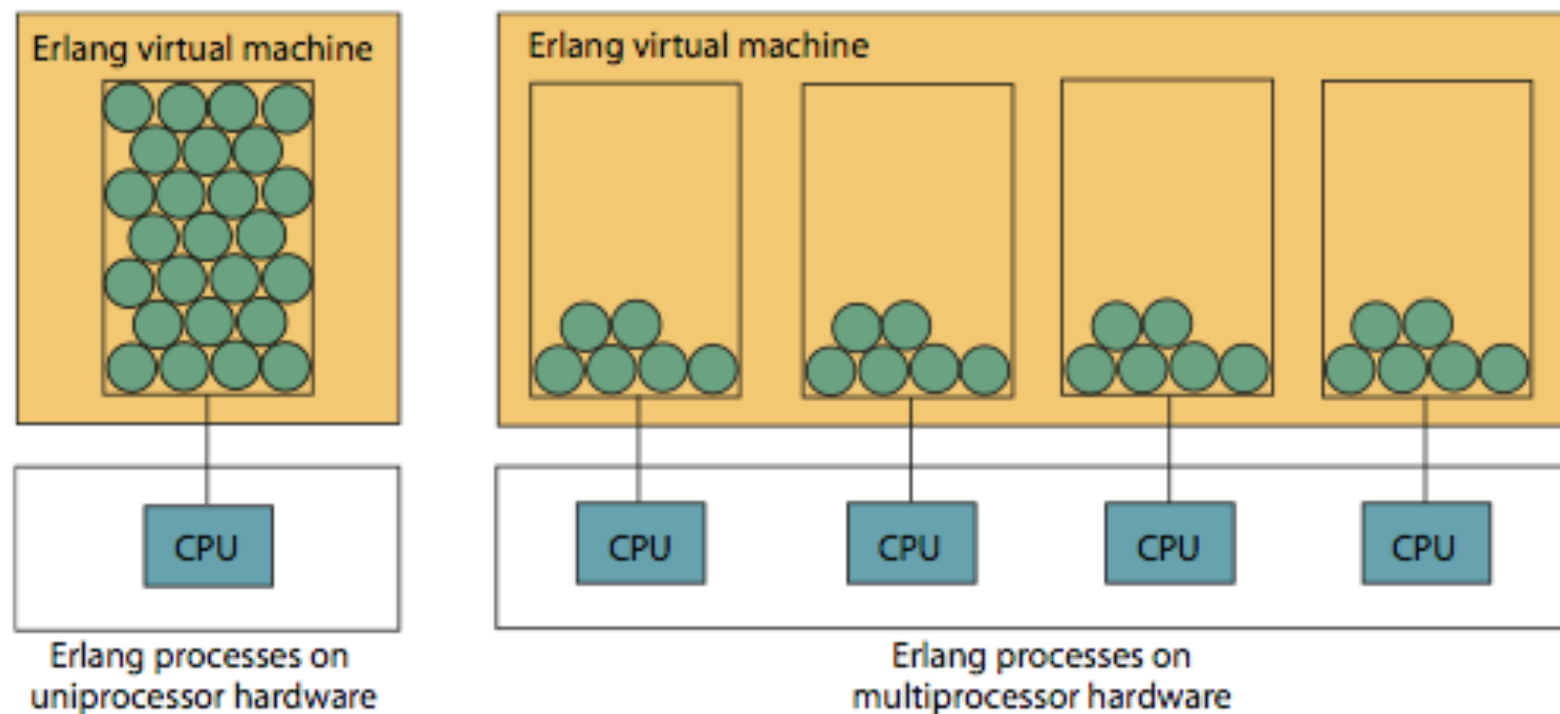 Erlang virtual machine
CPU
Erlang processes on
uniprocessor hardware
Erlang virtual machine
CPU
CPU
CPU
CPU
Erlang processes on
multiprocessor hardware